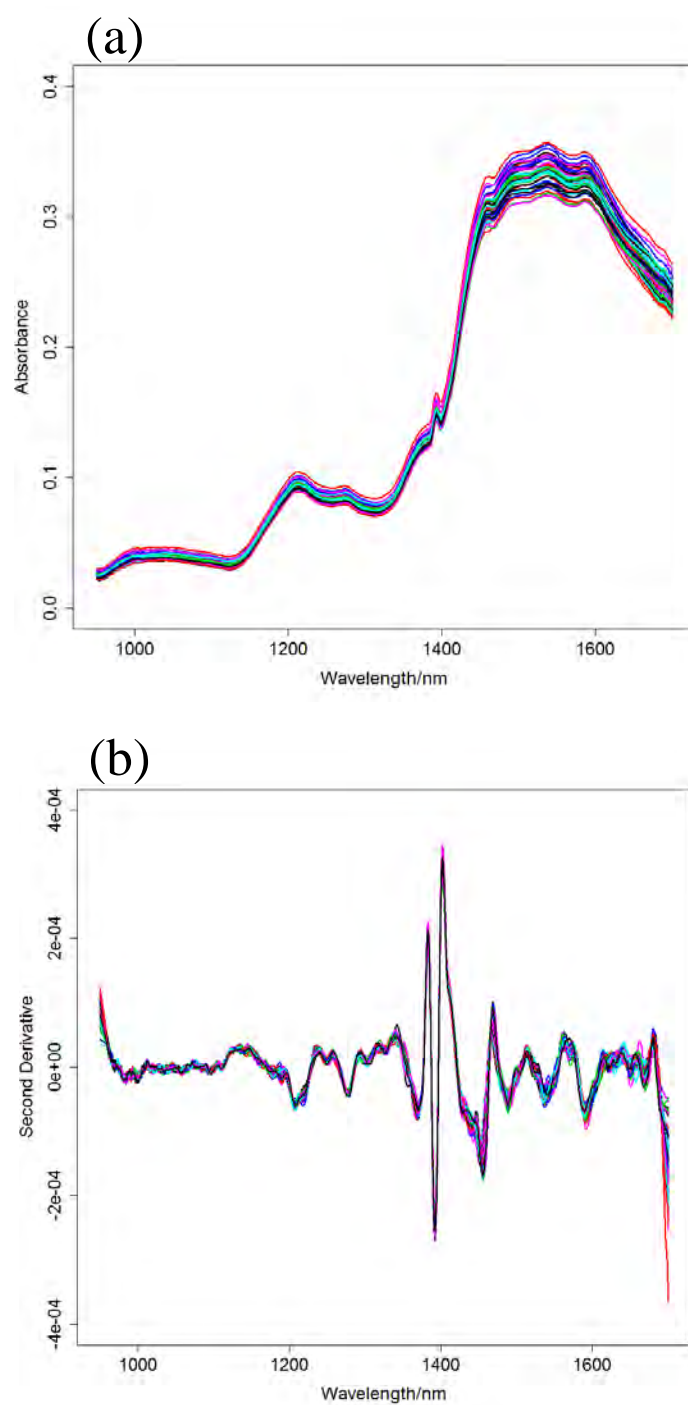 (a)
0.4
0.3
0.2
0.1
0.0
Absorbance
1000 1200 1400 1600
Wavelength/nm
(b)
4e-04
2e-04
0e+00
-2e-04
-4e-04
Second Derivative
1000 1200 1400 1600
Wavelength/nm